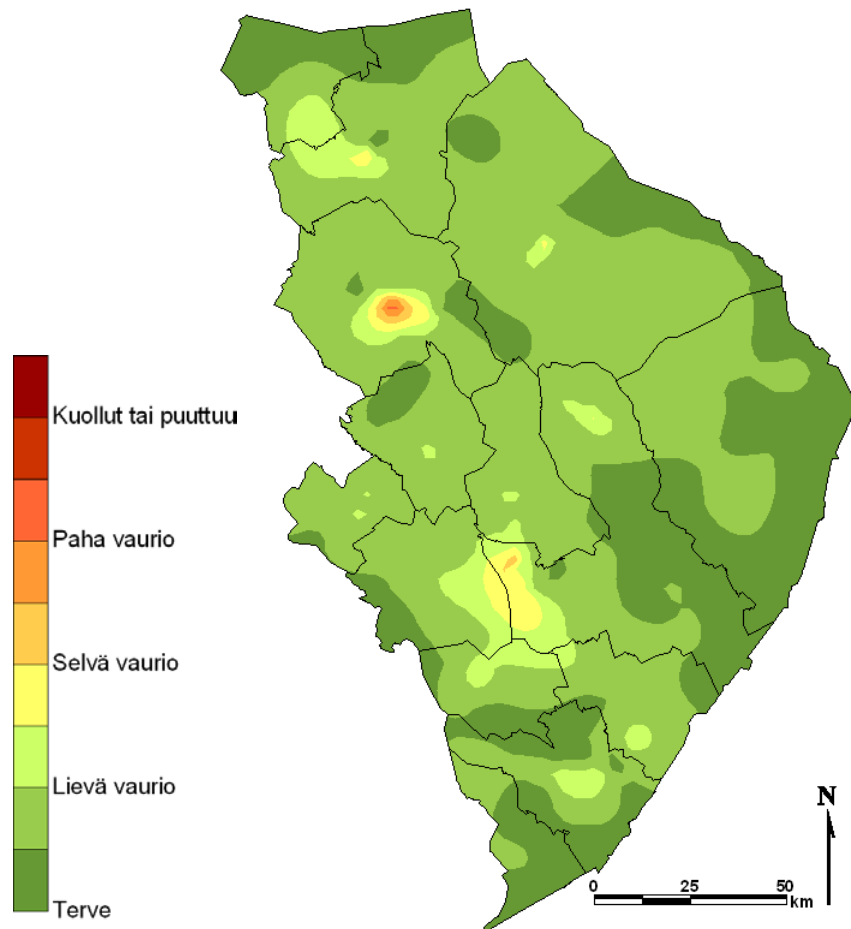 Kuollut tai puuttuu
Paha vaurio
Selvä vaurio
Lievä vaurio
Terve
N
0 25 50
km